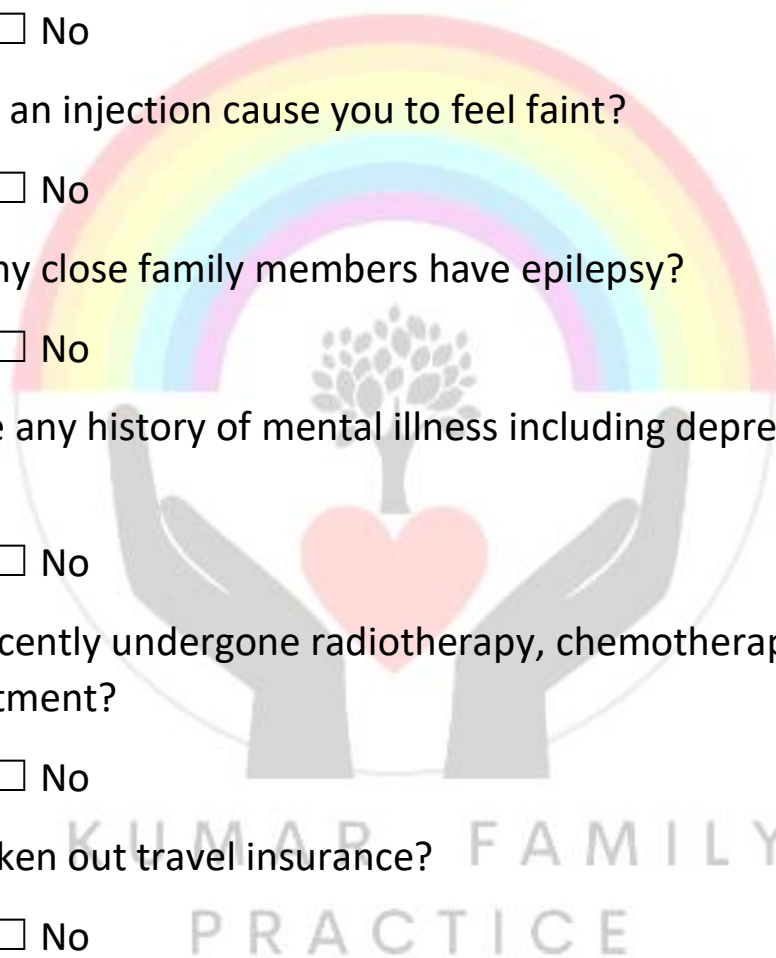 ☐ No
an injection cause you to feel faint?
☐ No
ny close family members have epilepsy?
☐ No
e any history of mental illness including depre
☐ No
cently undergone radiotherapy, chemotherap
tment?
☐ No
ken out travel insurance?
KUMAR FAMILY
☐ No
PRACTICE